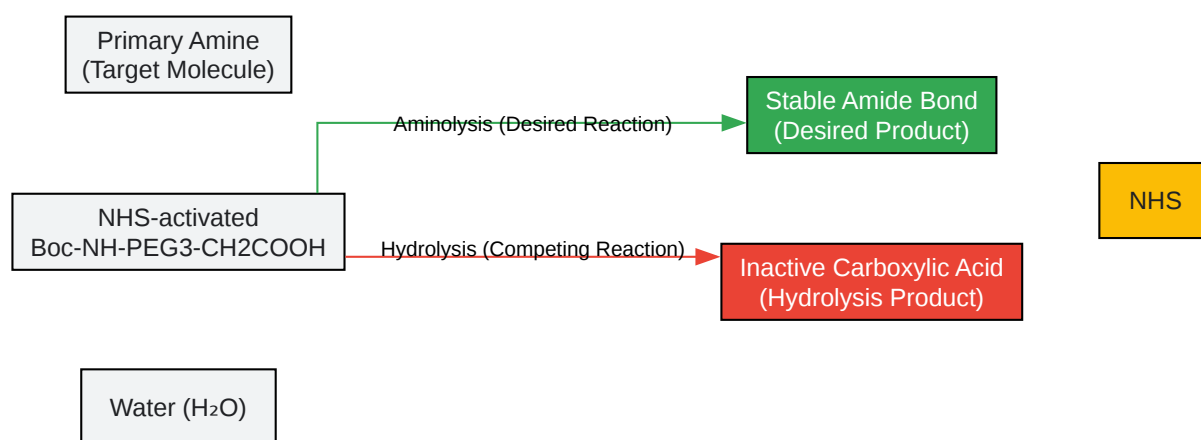 Primary Amine
(Target Molecule)
Stable Amide Bond
(Desired Product)
Aminolysis (Desired Reaction)
NHS
NHS-activated
Boc-NH-PEG3-CH2COOH
Hydrolysis (Competing Reaction)
Inactive Carboxylic Acid
(Hydrolysis Product)
Water (H₂O)